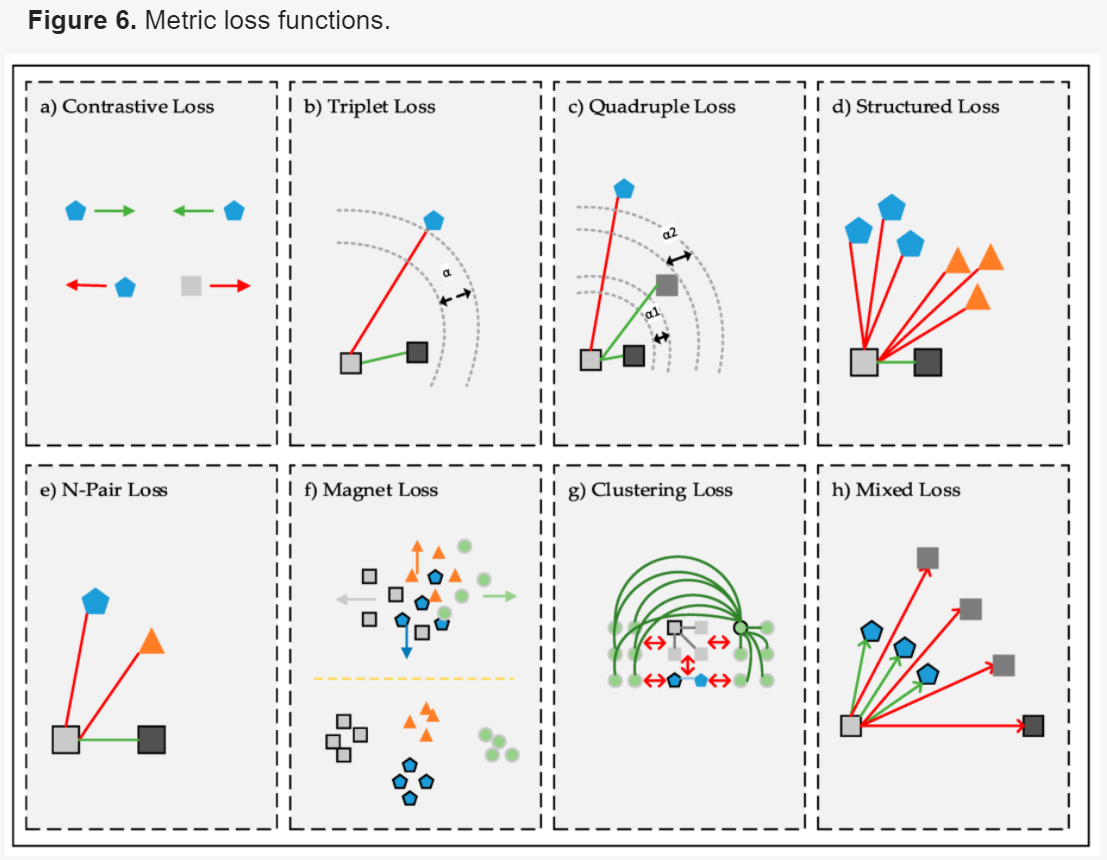 Figure 6. Metric loss functions.
a) Contrastive Loss
b) Triplet Loss
c) Quadruple Loss
d) Structured Loss
α
α2
α1
e) N-Pair Loss
f) Magnet Loss
g) Clustering Loss
h) Mixed Loss